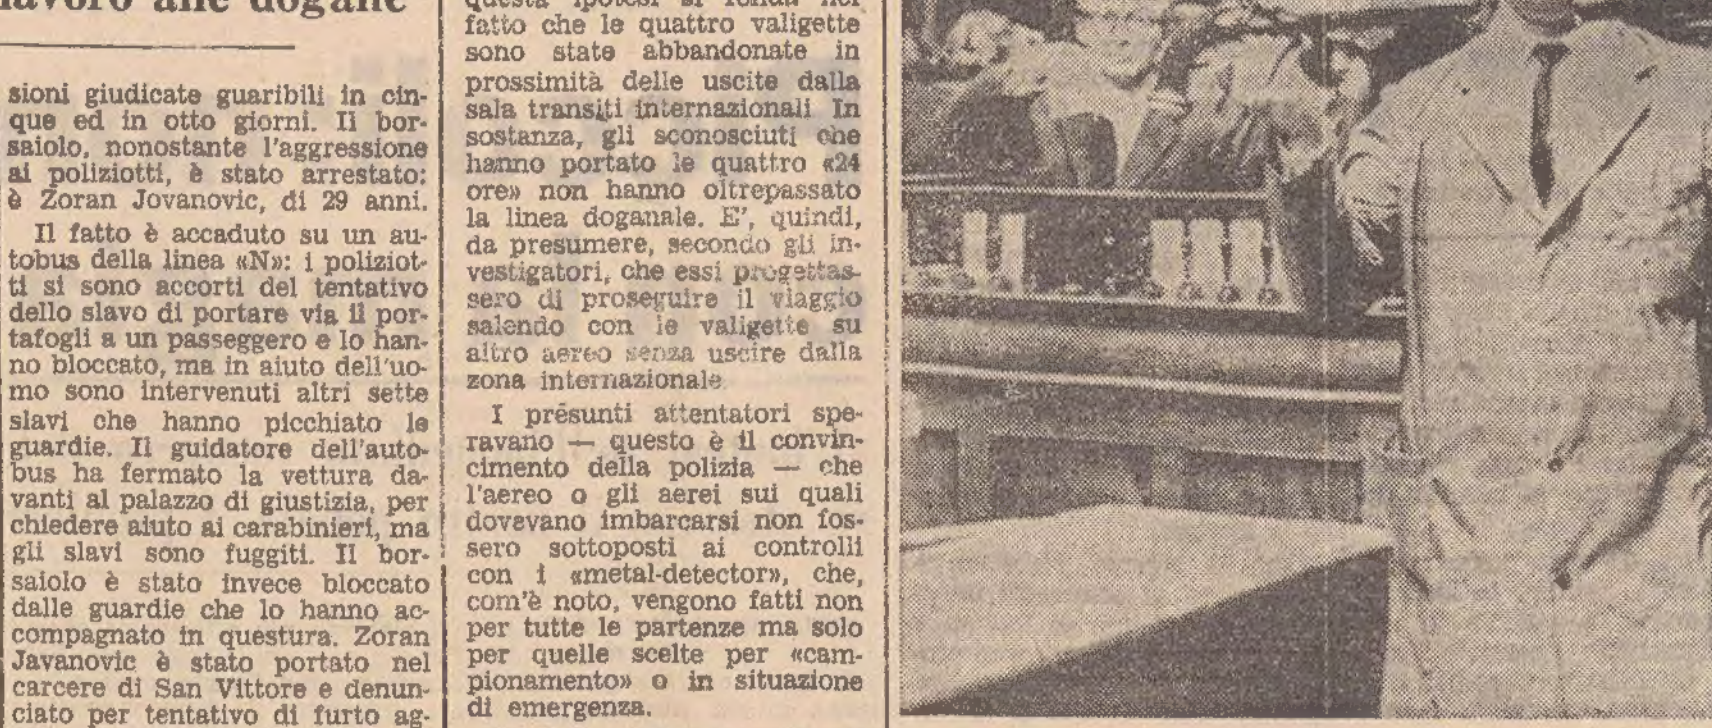 lavoro alle dogane
sioni giudicate guaribili in cin-
que ed in otto giorni. Il bor-
saiolo, nonostante l'aggressione
ai poliziotti, è stato arrestato:
è Zoran Jovanovic, di 29 anni.
Il fatto è accaduto su un au-
tobus della linea «N»: i poliziot-
ti si sono accorti del tentativo
dello slavo di portare via il por-
tafogli a un passeggero e lo han-
no bloccato, ma in aiuto dell'uo-
mo sono intervenuti altri sette
slavi che hanno picchiato le
guardie. Il guidatore dell'auto-
bus ha fermato la vettura da-
vanti al palazzo di giustizia, per
chiedere aiuto ai carabinieri, ma
gli slavi sono fuggiti. Il bor-
saiolo è stato invece bloccato
dalle guardie che lo hanno ac-
compagnato in questura. Zoran
Javanovic è stato portato nel
carcere di San Vittore e denun-
ciato per tentativo di furto ag-
questa ipotesi si fonda nel
fatto che le quattro valigette
sono state abbandonate in
prossimità delle uscite dalla
sala transiti internazionali In
sostanza, gli sconosciuti che
hanno portato le quattro «24
ore» non hanno oltrepassato
la linea doganale. E', quindi,
da presumere, secondo gli in-
vestigatori, che essi progettas-
sero di proseguire il viaggio
salendo con le valigette su
altro aereo senza uscire dalla
zona internazionale.
I presunti attentatori spe-
ravano — questo è il convin-
cimento della polizia — che
l'aereo o gli aerei sui quali
dovevano imbarcarsi non fos-
sero sottoposti ai controlli
con i «metal-detector», che,
com'è noto, vengono fatti non
per tutte le partenze ma solo
per quelle scelte per «cam-
pionamento» o in situazione
di emergenza.